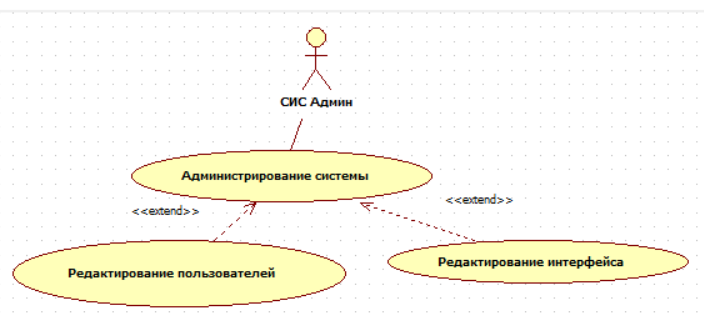 СИС Админ
Администрирование системы
<<extend>>
<<extend>>
Редактирование пользователей
Редактирование интерфейса